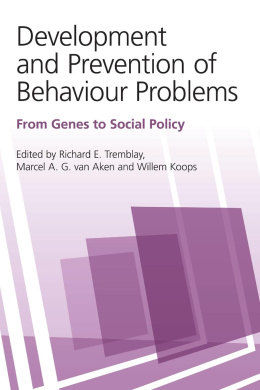 Development
and Prevention of
Behaviour Problems
From Genes to Social Policy
Edited by Richard E. Tremblay,
Marcel A. G. van Aken and Willem Koops